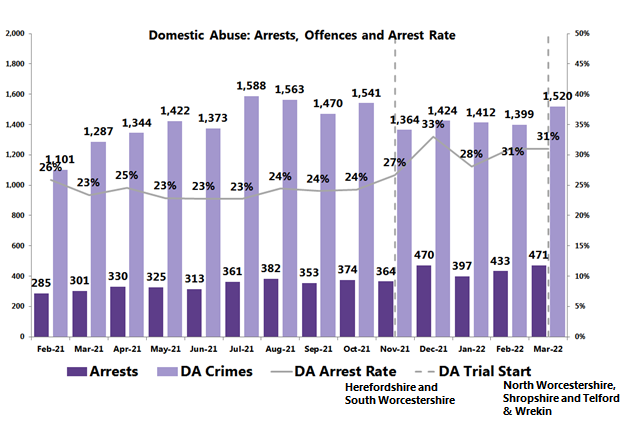 Domestic Abuse: Arrests, Offences and Arrest Rate
2,000
1,800
1,600
1,400
1,200
1,000
800
600
400
200
0
50%
45%
40%
35%
30%
25%
20%
15%
10%
5%
0%
1,101
1,287
1,344
1,422
1,373
1,588
1,563
1,470
1,541
1,364
1,424
1,412
1,399
1,520
26%
23%
25%
23%
23%
23%
24%
24%
24%
27%
33%
28%
31%
31%
285
301
330
325
313
361
382
353
374
364
470
397
433
471
Feb-21
Mar-21
Apr-21
May-21
Jun-21
Jul-21
Aug-21
Sep-21
Oct-21
Nov-21
Dec-21
Jan-22
Feb-22
Mar-22
Arrests
DA Crimes
DA Arrest Rate
DA Trial Start
Herefordshire and
South Worcestershire
North Worcestershire,
Shropshire and Telford
& Wrekin